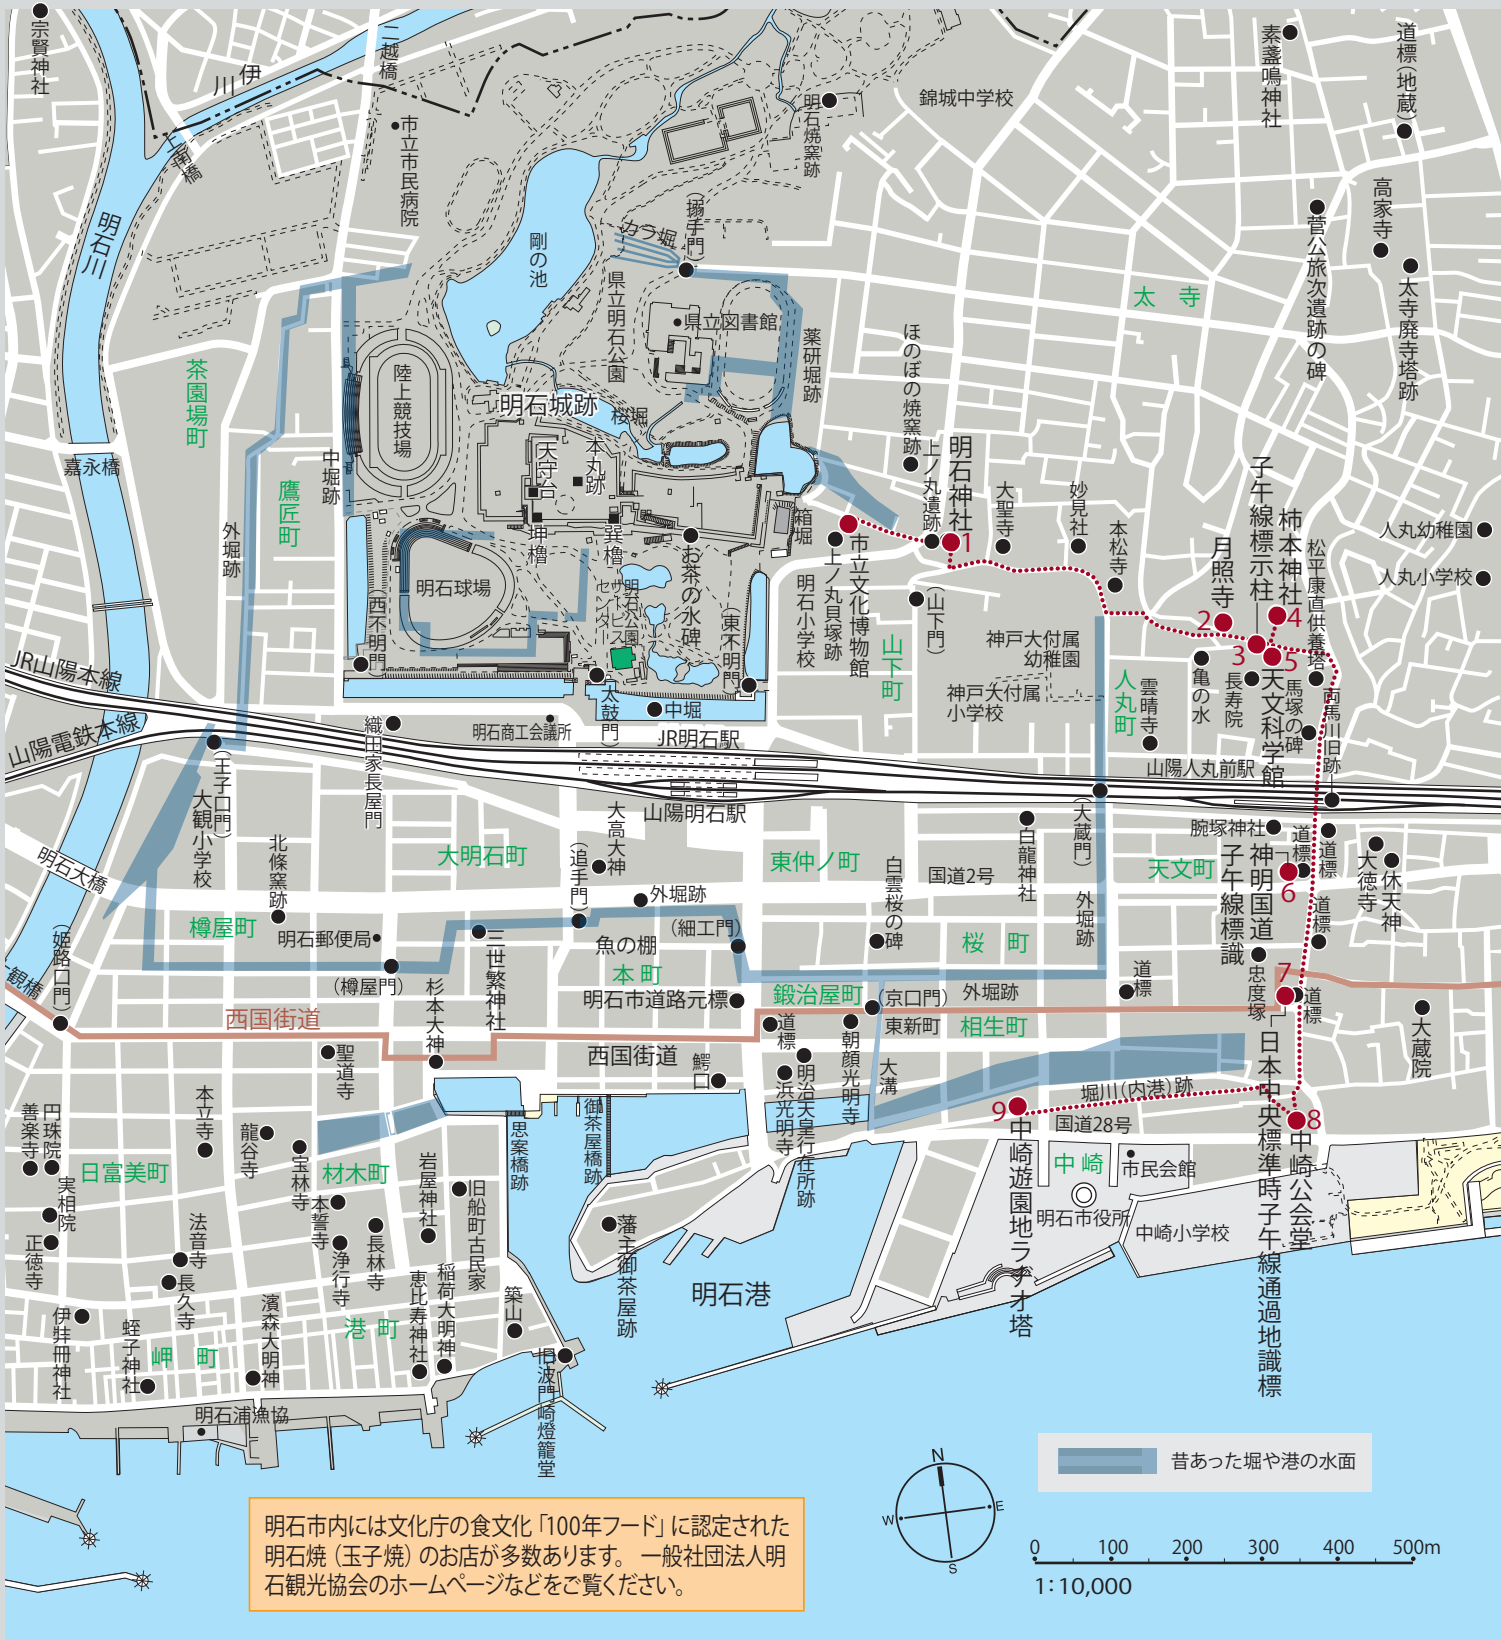 宗賢神社
伊川
二越橋
上南橋
市立市民病院
明石川
剛の池
カラ堀
(搦手門)
明石焼窯跡
錦城中学校
素盞鳴神社
道標(地蔵)
高家寺
菅公旅次遺跡の碑
太寺廃寺塔跡
太 寺
県立明石公園
県立図書館
薬研堀跡
ほのぼの焼窯跡
茶園場町
陸上競技場
明石城跡
桜堀
嘉永橋
中堀跡
鷹匠町
外堀跡
天守台
本丸跡
坤櫓
巽櫓
お茶の水碑
箱堀
上ノ丸遺跡
明石神社
1
大聖寺
妙見社
本松寺
月照寺
2
子午線標示柱
3
柿本神社
4
5
天文科学館
松平康直供養塔
人丸幼稚園
人丸小学校
市立文化博物館
上ノ丸貝塚跡
明石小学校
(山下門)
山下町
神戸大付属
幼稚園
神戸大付属
小学校
人丸町
雲晴寺
亀の水
長寿院
馬塚の碑
両馬川旧跡
明石球場
明石公園
サービス
センター
(西不明門)
(東不明門)
(太鼓門)
中堀
JR山陽本線
山陽電鉄本線
織田家長屋門
明石商工会議所
JR明石駅
山陽明石駅
山陽人丸前駅
(王子口門)
大観小学校
北條窯跡
明石大橋
大明石町
大高大神
(追手門)
外堀跡
東仲ノ町
白雲桜の碑
国道2号
白龍神社
(大蔵門)
外堀跡
天文町
腕塚神社
道標
道標
6
神明国道
子午線標識
大徳寺
休天神
道標
樽屋町
明石郵便局
(樽屋門)
三世繁神社
魚の棚
(細工門)
本町
明石市道路元標
桜 町
鍛治屋町
(京口門)
外堀跡
東新町
相生町
道標
忠度塚
7
道標
大蔵院
(姫路口門)
観橋
西国街道
杉本大神
西国街道
鰐口
道標
浜光明寺
明治天皇行在所跡
朝顔光明寺
大溝
聖道寺
堀川(内港)跡
国道28号
9
中崎遊園地ラヂオ塔
日本中央標準時子午線通過地識標
8
中崎公会堂
中崎
市民会館
明石市役所
中崎小学校
本立寺
円珠院
善楽寺
龍谷寺
宝林寺
日富美町
材木町
岩屋神社
思案橋跡
御茶屋橋跡
実相院
法音寺
本誓寺
旧船町古民家
正徳寺
長久寺
浄行寺
長林寺
藩主御茶屋跡
伊弉冊神社
蛭子神社
濱森大明神
港町
恵比寿神社
稲荷大明神
築山
明石港
岬 町
旧波門崎燈籠堂
明石浦漁協
昔あった堀や港の水面
明石市内には文化庁の食文化「100年フード」に認定された
明石焼(玉子焼)のお店が多数あります。 一般社団法人明
石観光協会のホームページなどをご覧ください。
N
W
E
S
0 100 200 300 400 500m
1:10,000